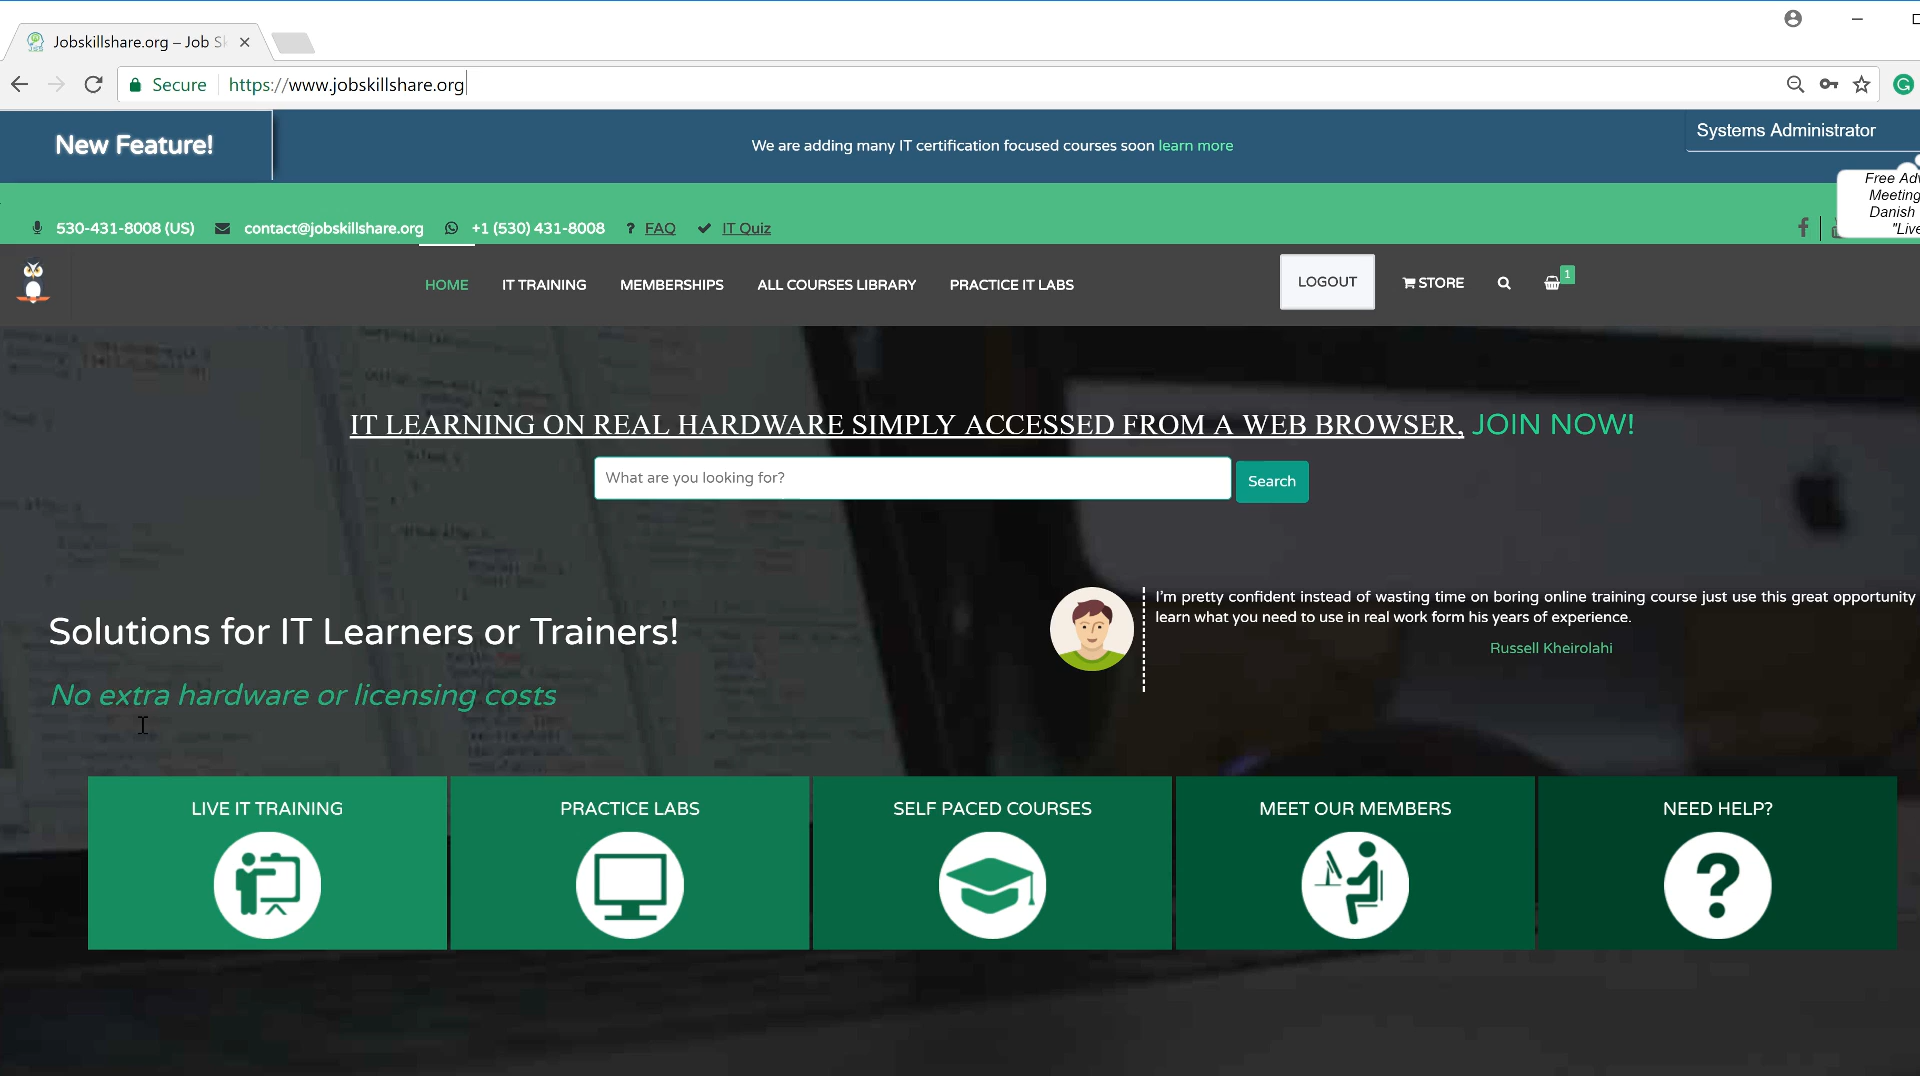 Jobskillshare.org – Job Sk
Secure
https://www.jobskillshare.org
New Feature!
We are adding many IT certification focused courses soon learn more
Systems Administrator
Free Adv
Meeting
Danish
"Live
530-431-8008 (US)
contact@jobskillshare.org
+1 (530) 431-8008
? FAQ
IT Quiz
HOME
IT TRAINING
MEMBERSHIPS
ALL COURSES LIBRARY
PRACTICE IT LABS
LOGOUT
STORE
1
IT LEARNING ON REAL HARDWARE SIMPLY ACCESSED FROM A WEB BROWSER, JOIN NOW!
What are you looking for?
Search
Solutions for IT Learners or Trainers!
No extra hardware or licensing costs
I'm pretty confident instead of wasting time on boring online training course just use this great opportunity
learn what you need to use in real work form his years of experience.
Russell Kheirolahi
LIVE IT TRAINING
PRACTICE LABS
SELF PACED COURSES
MEET OUR MEMBERS
NEED HELP?